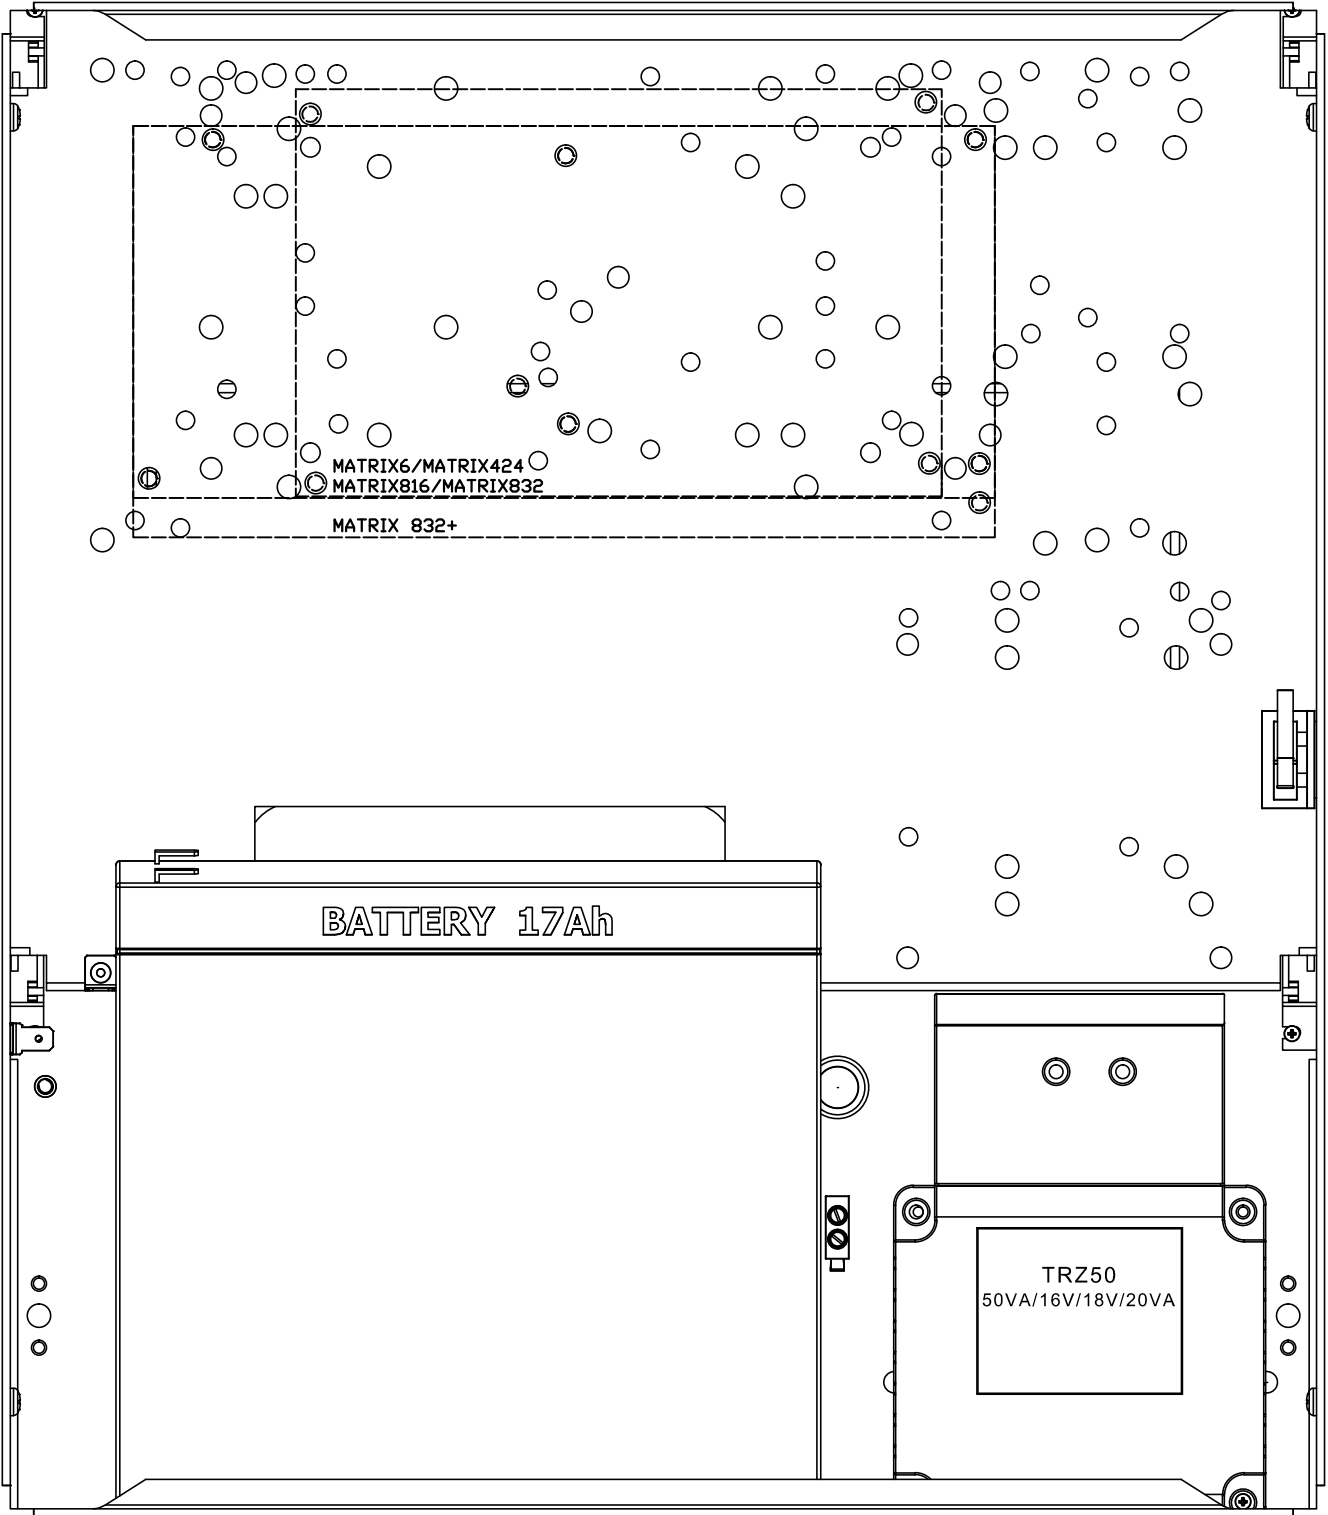 MATRIX6/MATRIX424
MATRIX816/MATRIX832
MATRIX 832+
BATTERY 17Ah
TRZ50
50VA/16V/18V/20VA